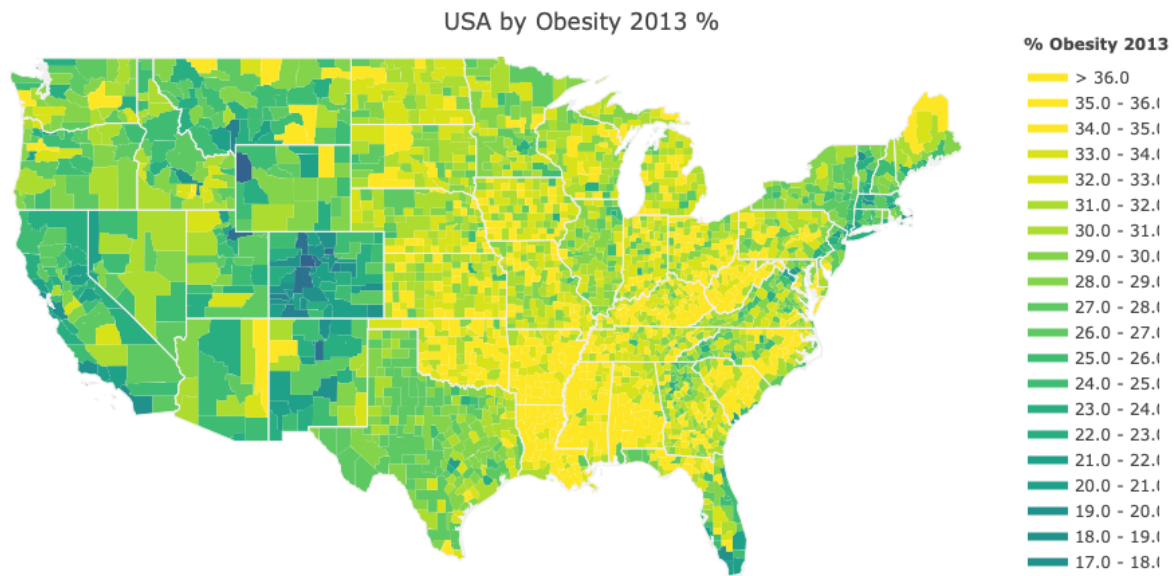 USA by Obesity 2013 %
% Obesity 2013
> 36.0
35.0 - 36.
34.0 - 35.
33.0 - 34.
32.0 - 33.
31.0 - 32.
30.0 - 31.
29.0 - 30.
28.0 - 29.
27.0 - 28.
26.0 - 27.
25.0 - 26.
24.0 - 25.
23.0 - 24.
22.0 - 23.
21.0 - 22.
20.0 - 21.
19.0 - 20.
18.0 - 19.
17.0 - 18.